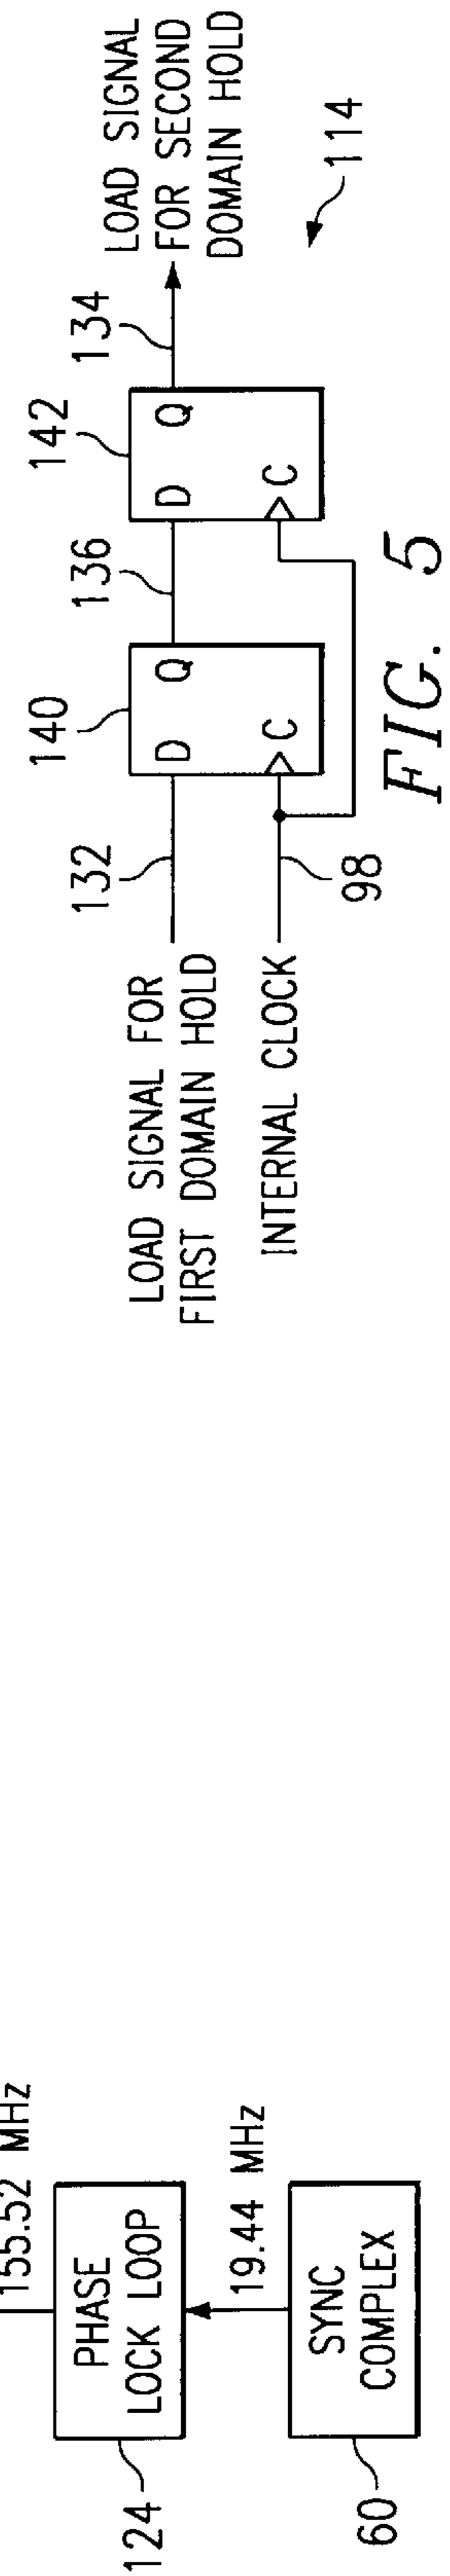 155.52 MHz
PHASE
LOCK LOOP
124
19.44 MHz
SYNC
COMPLEX
60
LOAD SIGNAL FOR
FIRST DOMAIN HOLD
132
140
D Q
C
136
142
D Q
C
134
LOAD SIGNAL
FOR SECOND
DOMAIN HOLD
INTERNAL CLOCK
98
114
FIG. 5